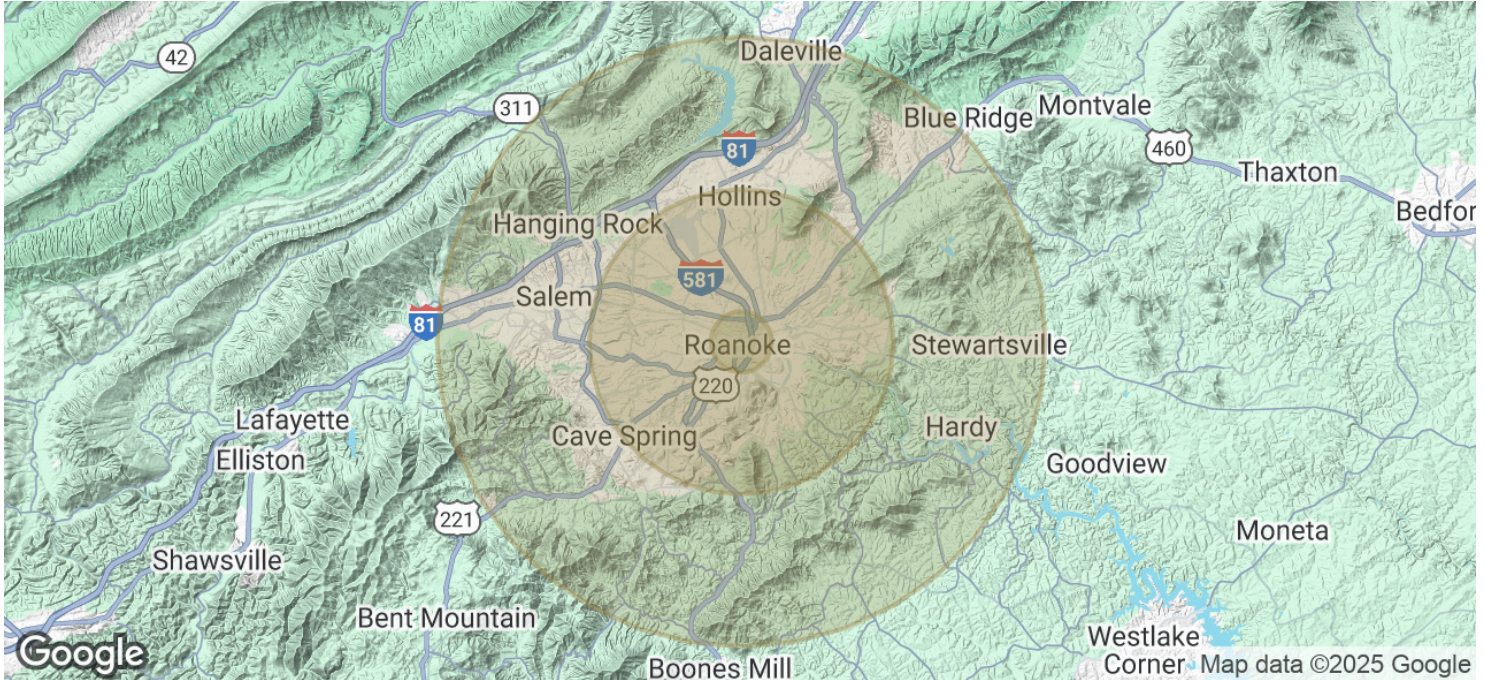 Daleville
42
311
Blue Ridge
Montvale
81
460
Thaxton
Hollins
Bedfor
Hanging Rock
581
Salem
81
Roanoke
Stewartsville
220
Lafayette
Hardy
Cave Spring
Elliston
Goodview
221
Moneta
Shawsville
Bent Mountain
Westlake
Corner
Boones Mill
Google
Map data ©2025 Google